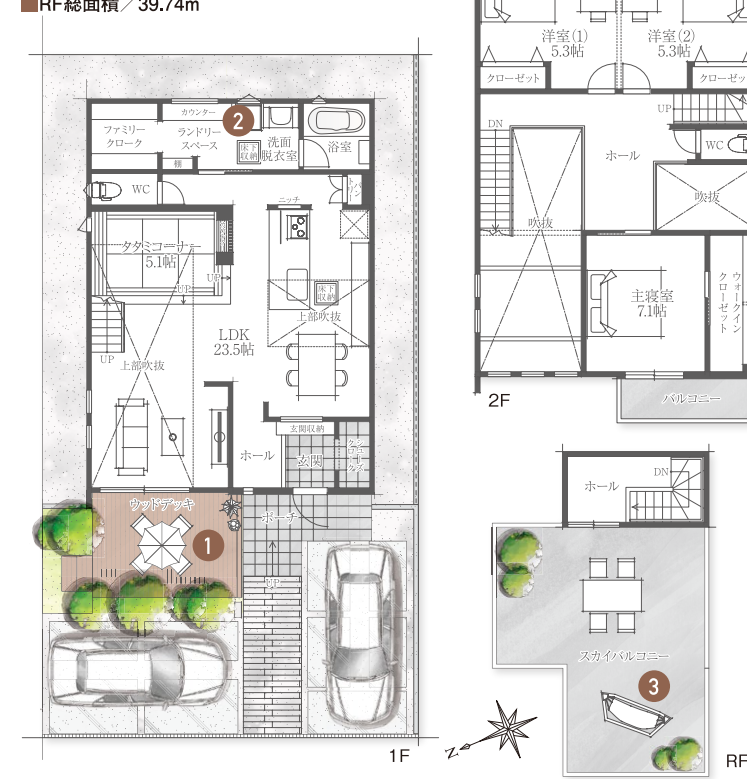 ■RF総面積／39.74m
カウンター
2
ファミリー
クローク
ランドリー
スペース
棚
床下
収納
洗面
脱衣室
浴室
WC
ニッチ
パントリー
タタミコーナー
5.1帖
UP
UP
床下
収納
上部吹抜
LDK
23.5帖
UP
上部吹抜
玄関収納
ホール
玄関
シューズ
クローク
ウッドデッキ
ポーチ
1
UP
1F
洋室(1)
5.3帖
洋室(2)
5.3帖
クローゼット
クローゼッ
UP
DN
ホール
WC
吹抜
吹抜
主寝室
7.1帖
ウォークイン
クローゼット
2F
バルコニー
ホール
DN
スカイバルコニー
3
Z
RF